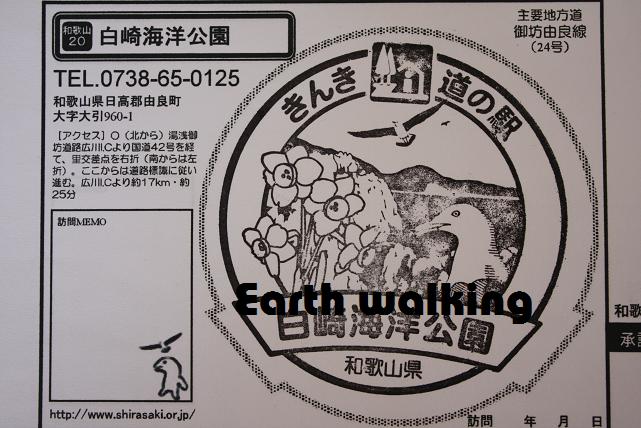 和歌山
20
白崎海洋公園
主要地方道
御坊由良線
(24号)
TEL.0738-65-0125
和歌山県日高郡由良町
大字大引960-1
［アクセス］○（北から）湯浅御
坊道路広川I.Cより国道42号を経
て、里交差点を右折（南からは左
折）。ここからは道路標識に従い
進む。広川I.Cより約17km・約
25分
訪問MEMO
http://www.shirasaki.or.jp/
きんき
道の駅
Earth walking
白崎海洋公園
和歌山県
訪問　年　月　日
和歌
承認